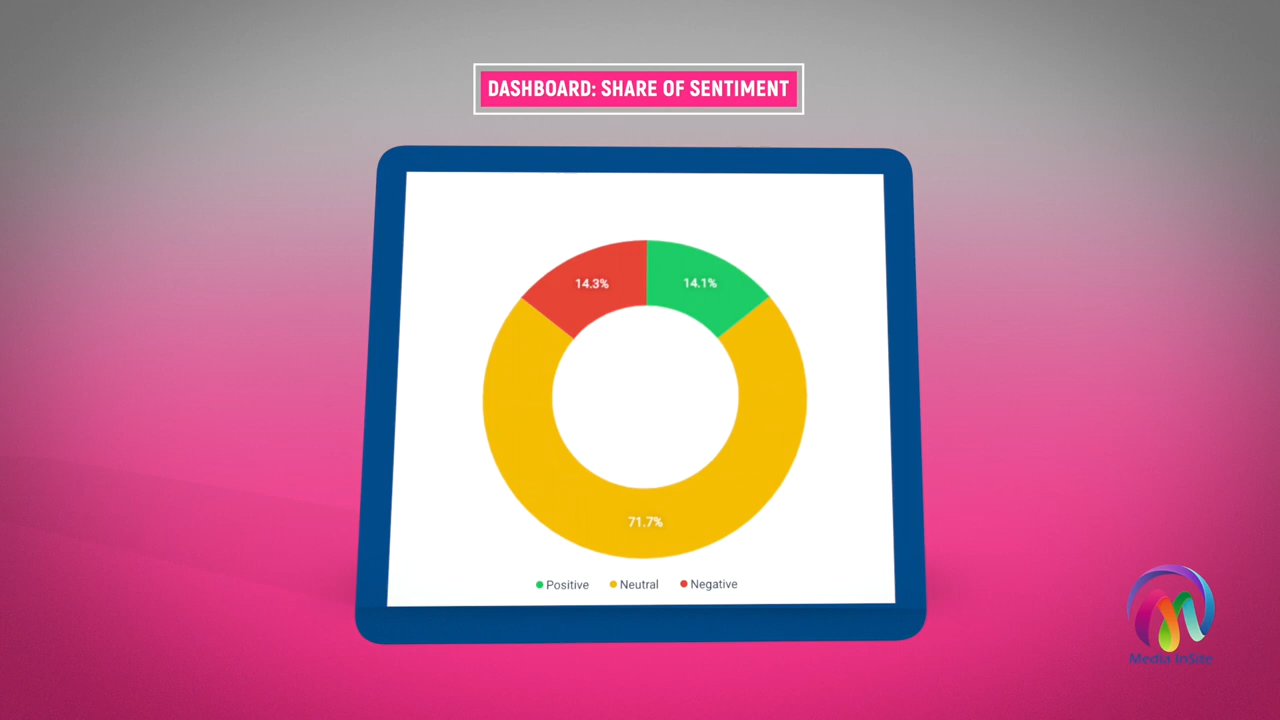 DASHBOARD: SHARE OF SENTIMENT
14.3% 14.1%
71.7%
Positive Neutral Negative
Media InSite